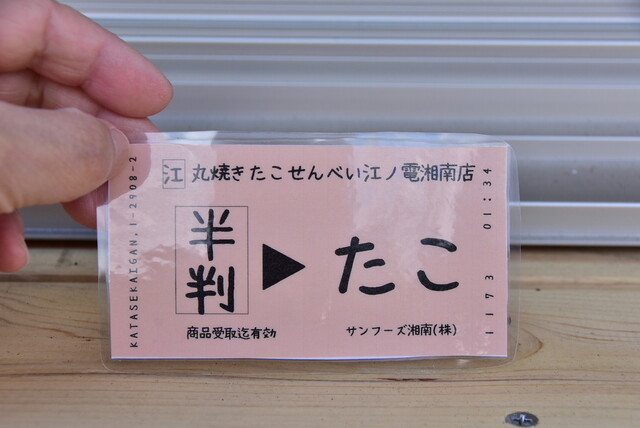 江 丸焼きたこせんべい江ノ電湘南店
半判 ▶ たこ
商品受取迄有効 サンフーズ湘南(株)
KATASEKAIGAN.1-2908-2
1173 01:34